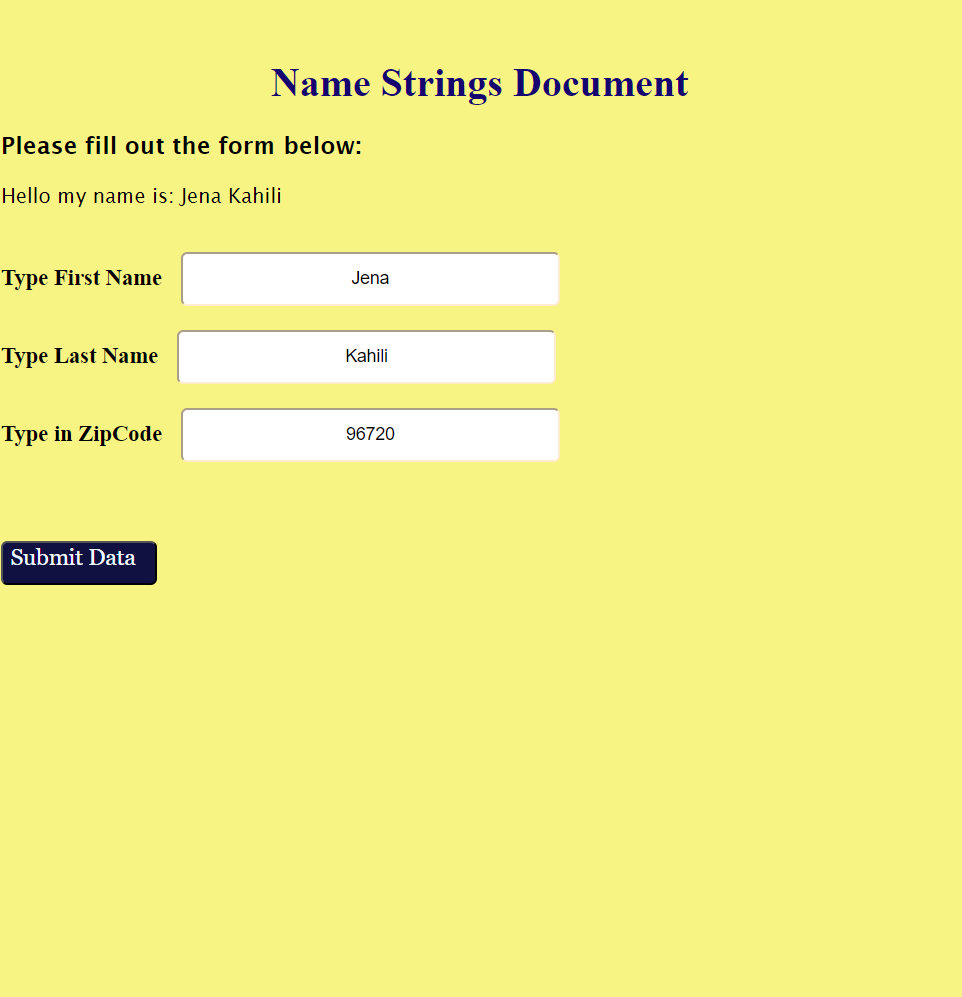 Name Strings Document
Please fill out the form below:
Hello my name is: Jena Kahili
Type First Name Jena
Type Last Name Kahili
Type in ZipCode 96720
Submit Data